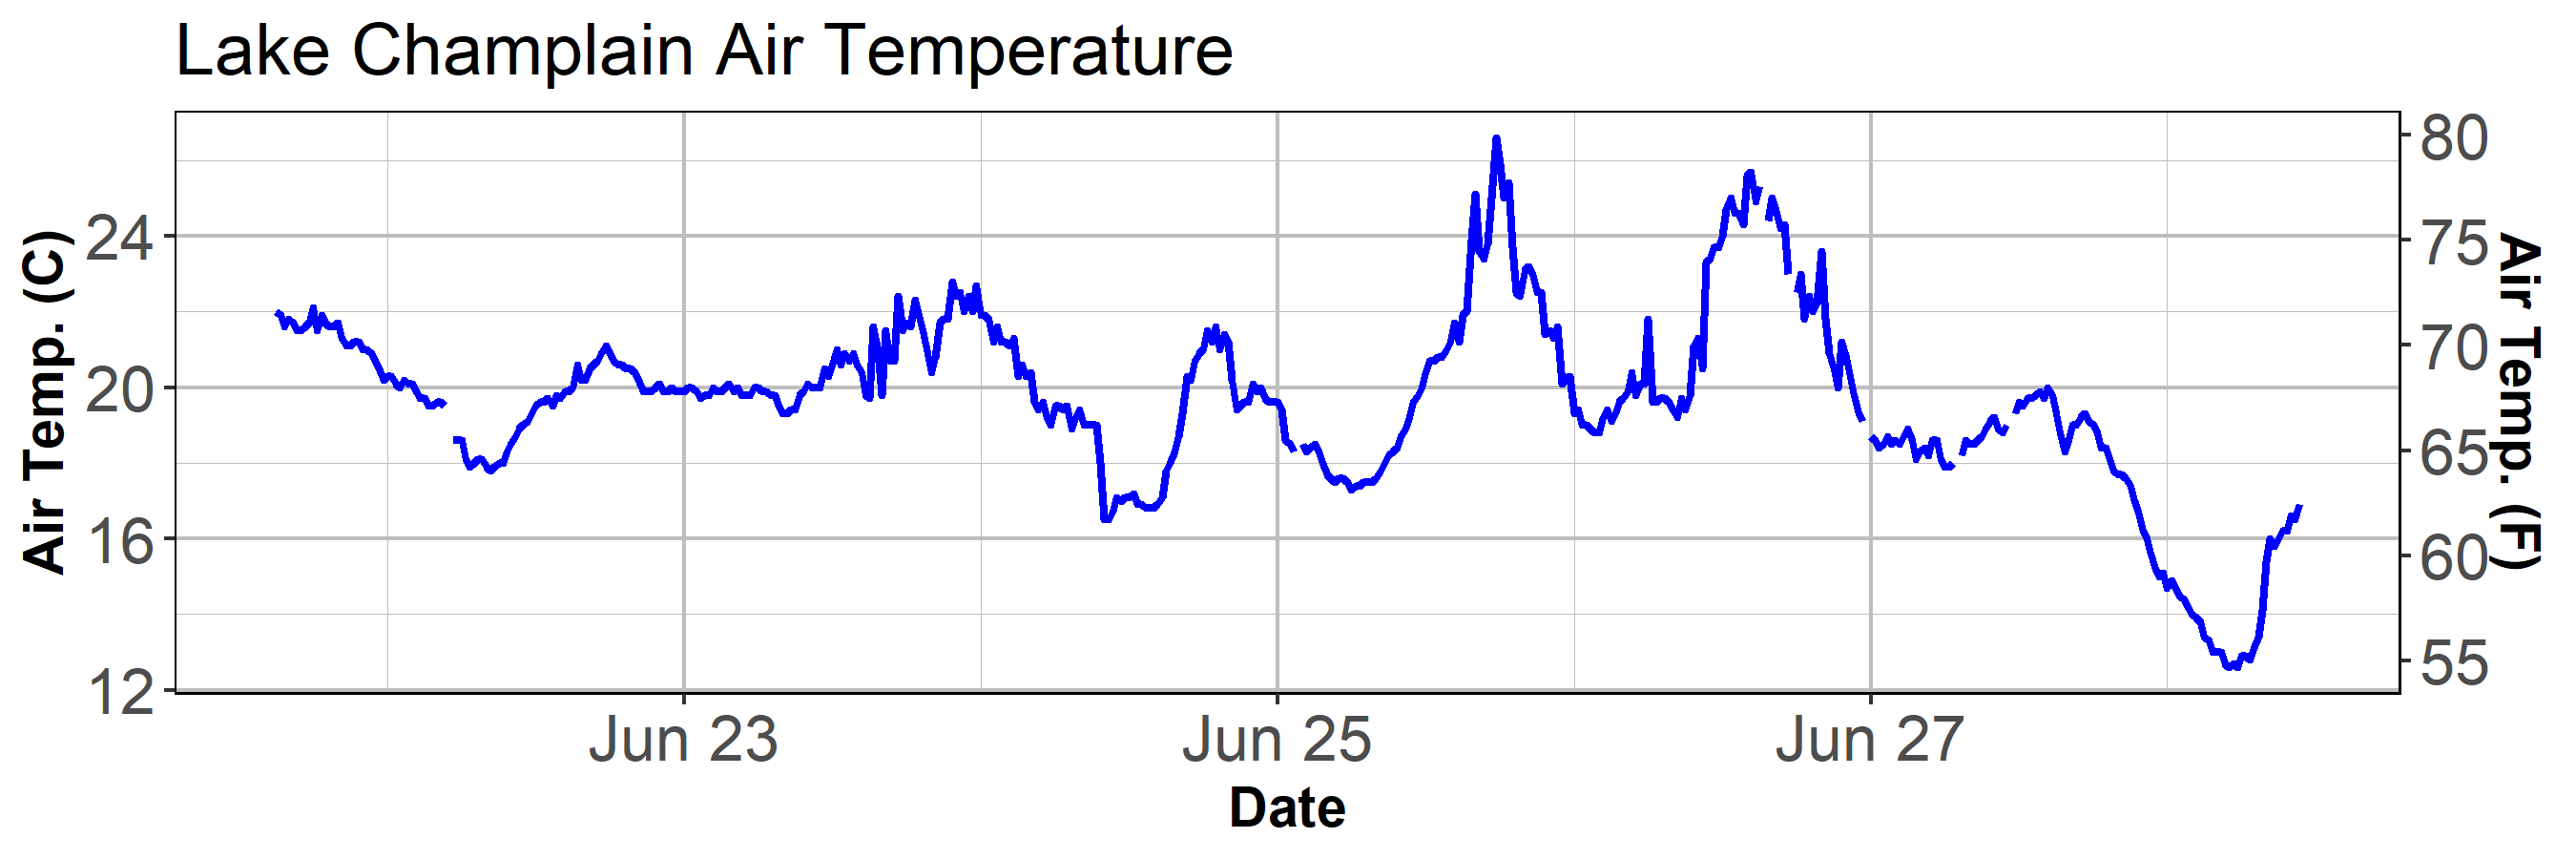 Lake Champlain Air Temperature
Air Temp. (C)
24
20
16
12
80
75
70
65
60
55
Air Temp. (F)
Jun 23 Jun 25 Jun 27
Date